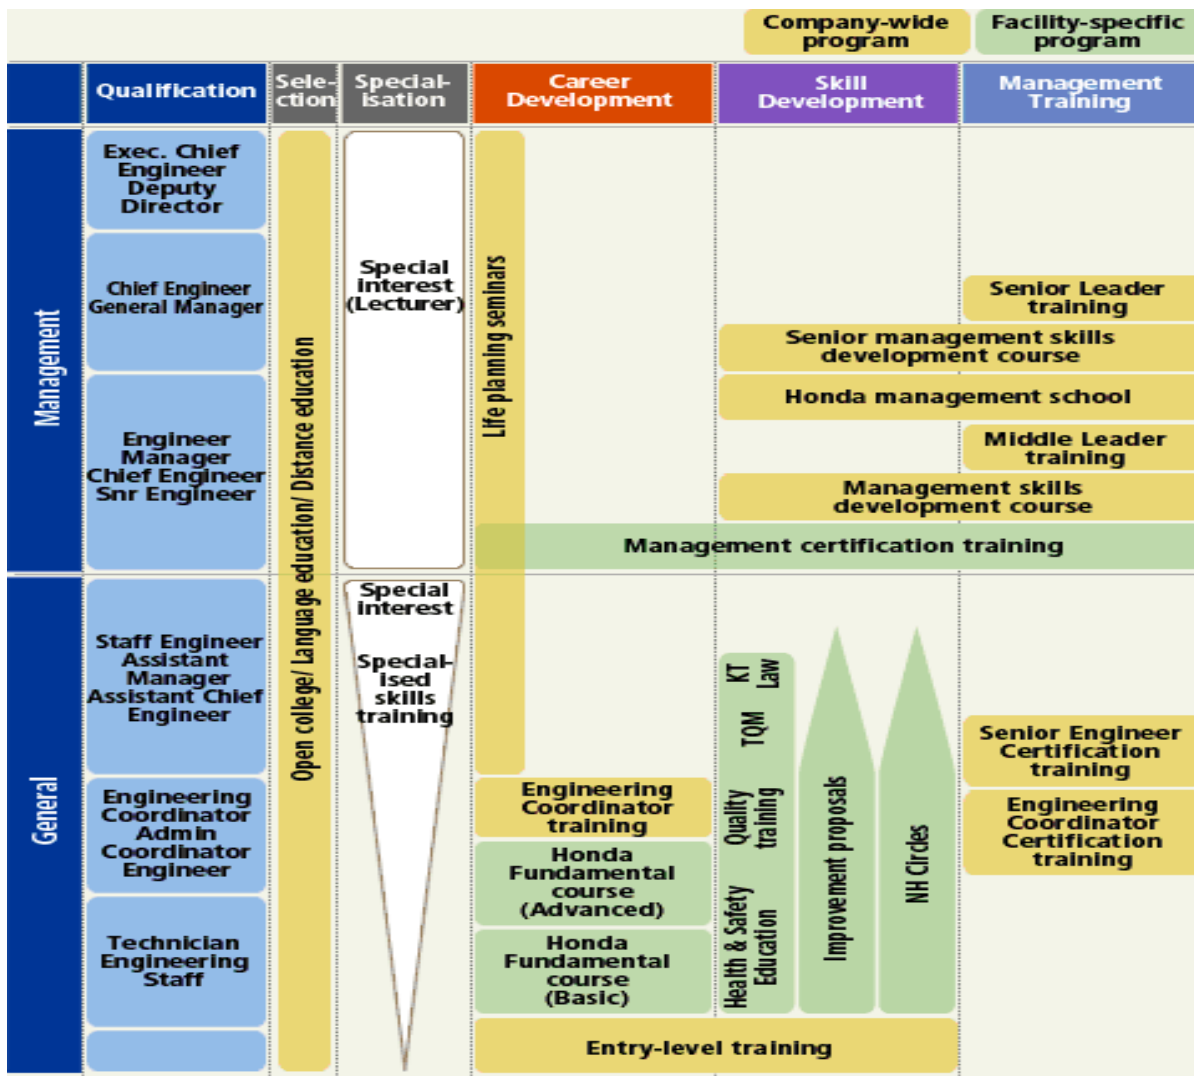 Company-wide
program
Facility-specific
program
Qualification
Sele-
ction
Special-
isation
Career
Development
Skill
Development
Management
Training
Management
Exec. Chief
Engineer
Deputy
Director
Chief Engineer
General Manager
Engineer
Manager
Chief Engineer
Snr Engineer
Open college/ Language education/ Distance education
Special
interest
(Lecturer)
Life planning seminars
Senior Leader
training
Senior management skills
development course
Honda management school
Middle Leader
training
Management skills
development course
Management certification training
General
Staff Engineer
Assistant
Manager
Assistant Chief
Engineer
Engineering
Coordinator
Admin
Coordinator
Engineer
Technician
Engineering
Staff
Special
interest
Special-
ised
skills
training
Engineering
Coordinator
training
Honda
Fundamental
course
(Advanced)
Honda
Fundamental
course
(Basic)
KT
Law
TQM
Quality
training
Health & Safety
Education
Improvement proposals
NH Circles
Senior Engineer
Certification
training
Engineering
Coordinator
Certification
training
Entry-level training